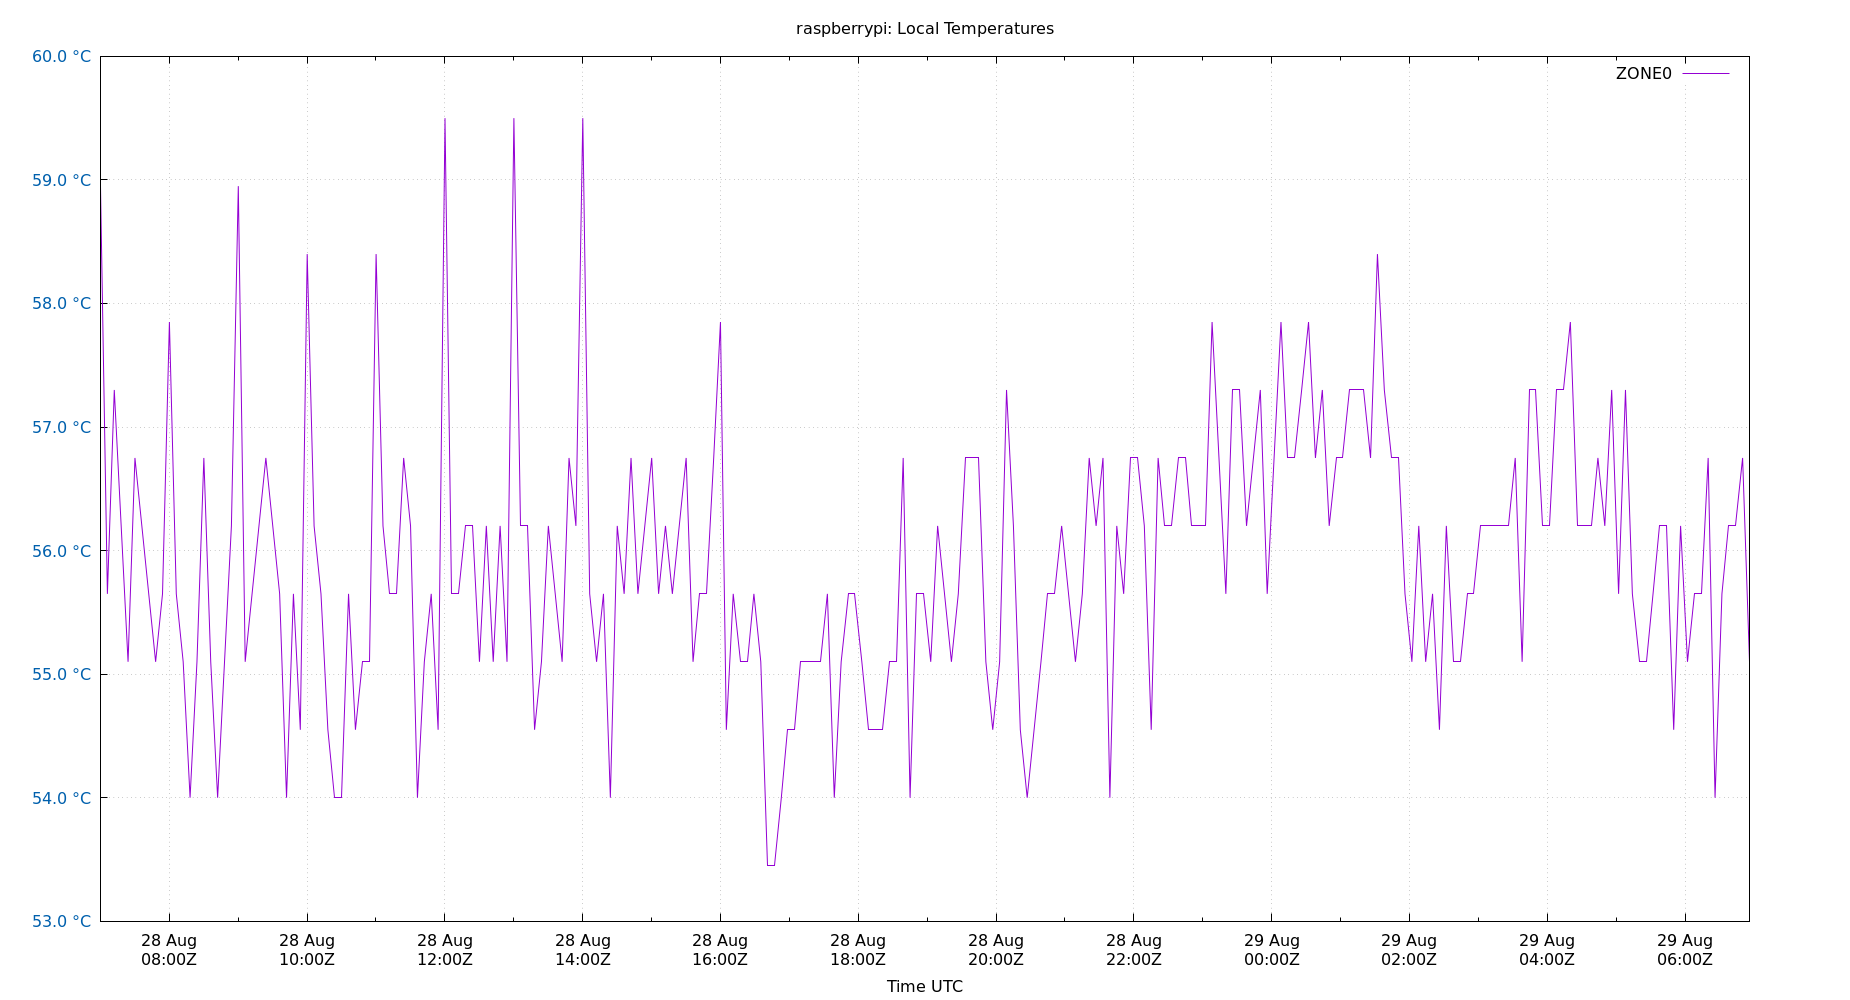 raspberrypi: Local Temperatures
60.0 °C
ZONE0
59.0 °C
58.0 °C
57.0 °C
56.0 °C
55.0 °C
54.0 °C
53.0 °C
28 Aug 28 Aug 28 Aug 28 Aug 28 Aug 28 Aug 28 Aug 28 Aug 29 Aug 29 Aug 29 Aug 29 Aug
08:00Z 10:00Z 12:00Z 14:00Z 16:00Z 18:00Z 20:00Z 22:00Z 00:00Z 02:00Z 04:00Z 06:00Z
Time UTC